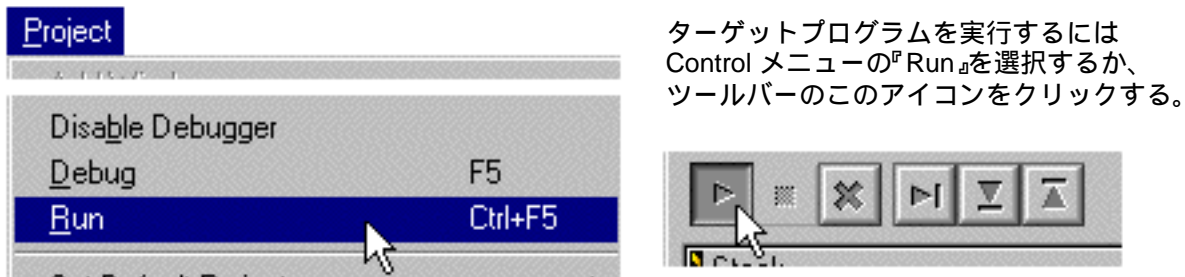 Project
Disable Debugger
Debug F5
Run Ctrl+F5
ターゲットプログラムを実行するには
Control メニューの『Run』を選択するか、
ツールバーのこのアイコンをクリックする。